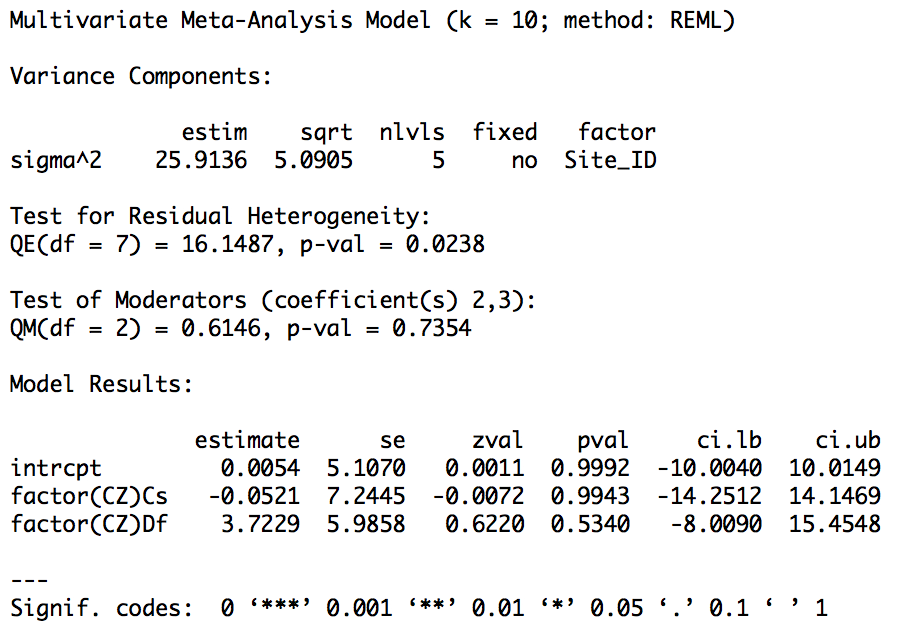 Multivariate Meta-Analysis Model (k = 10; method: REML)
Variance Components:
estim sqrt nlvls fixed factor
sigma^2 25.9136 5.0905 5 no Site_ID
Test for Residual Heterogeneity:
QE(df = 7) = 16.1487, p-val = 0.0238
Test of Moderators (coefficient(s) 2,3):
QM(df = 2) = 0.6146, p-val = 0.7354
Model Results:
estimate se zval pval ci.lb ci.ub
intrcpt 0.0054 5.1070 0.0011 0.9992 -10.0040 10.0149
factor(CZ)Cs -0.0521 7.2445 -0.0072 0.9943 -14.2512 14.1469
factor(CZ)Df 3.7229 5.9858 0.6220 0.5340 -8.0090 15.4548
---
Signif. codes: 0 ‘***’ 0.001 ‘**’ 0.01 ‘*’ 0.05 ‘.’ 0.1 ‘ ’ 1